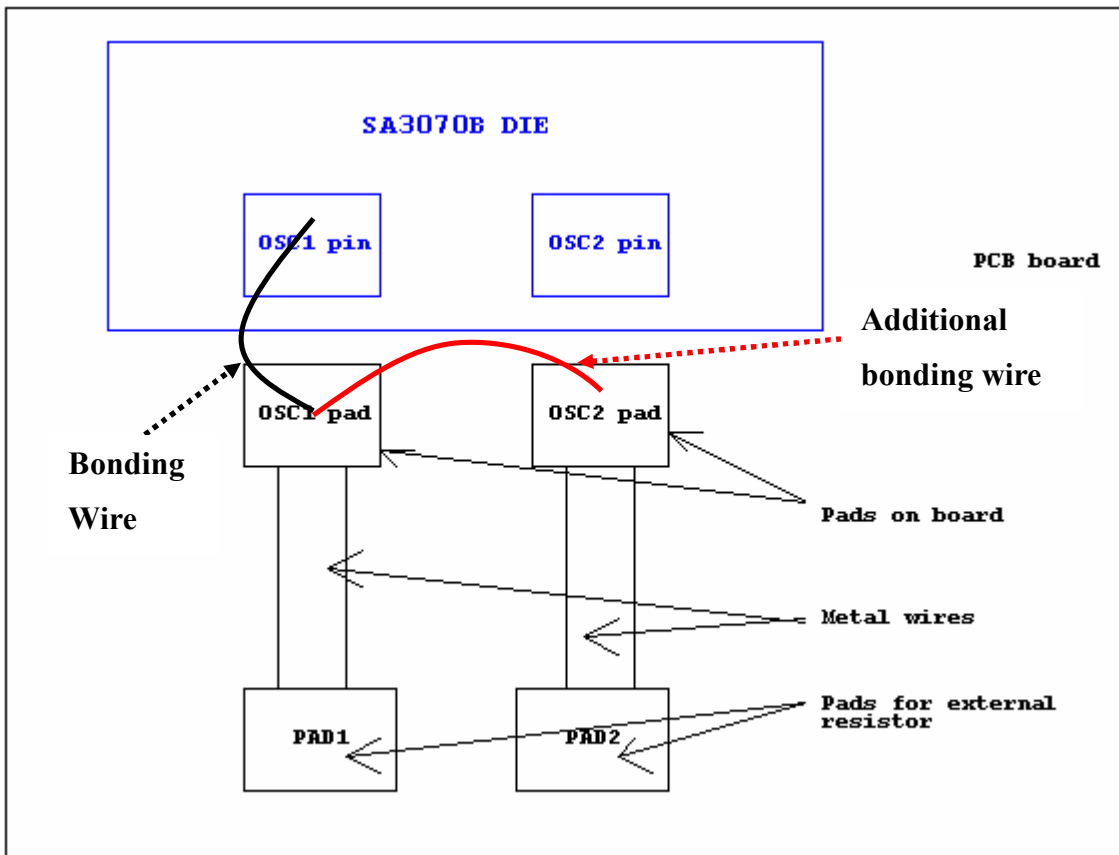 SA3070B DIE
OSC1 pin
OSC2 pin
PCB board
Additional
bonding wire
OSC1 pad
OSC2 pad
Bonding
Wire
Pads on board
Metal wires
Pads for external
resistor
PAD1
PAD2